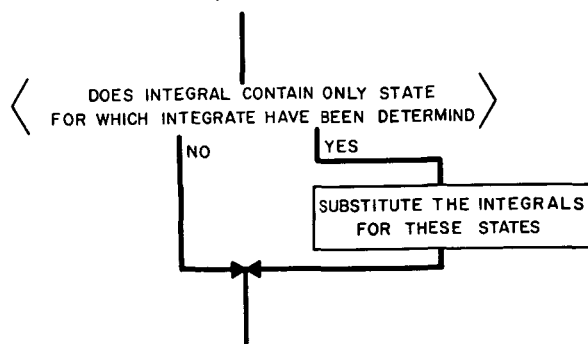 DOES INTEGRAL CONTAIN ONLY STATE
FOR WHICH INTEGRATE HAVE BEEN DETERMIND
NO
YES
SUBSTITUTE THE INTEGRALS
FOR THESE STATES